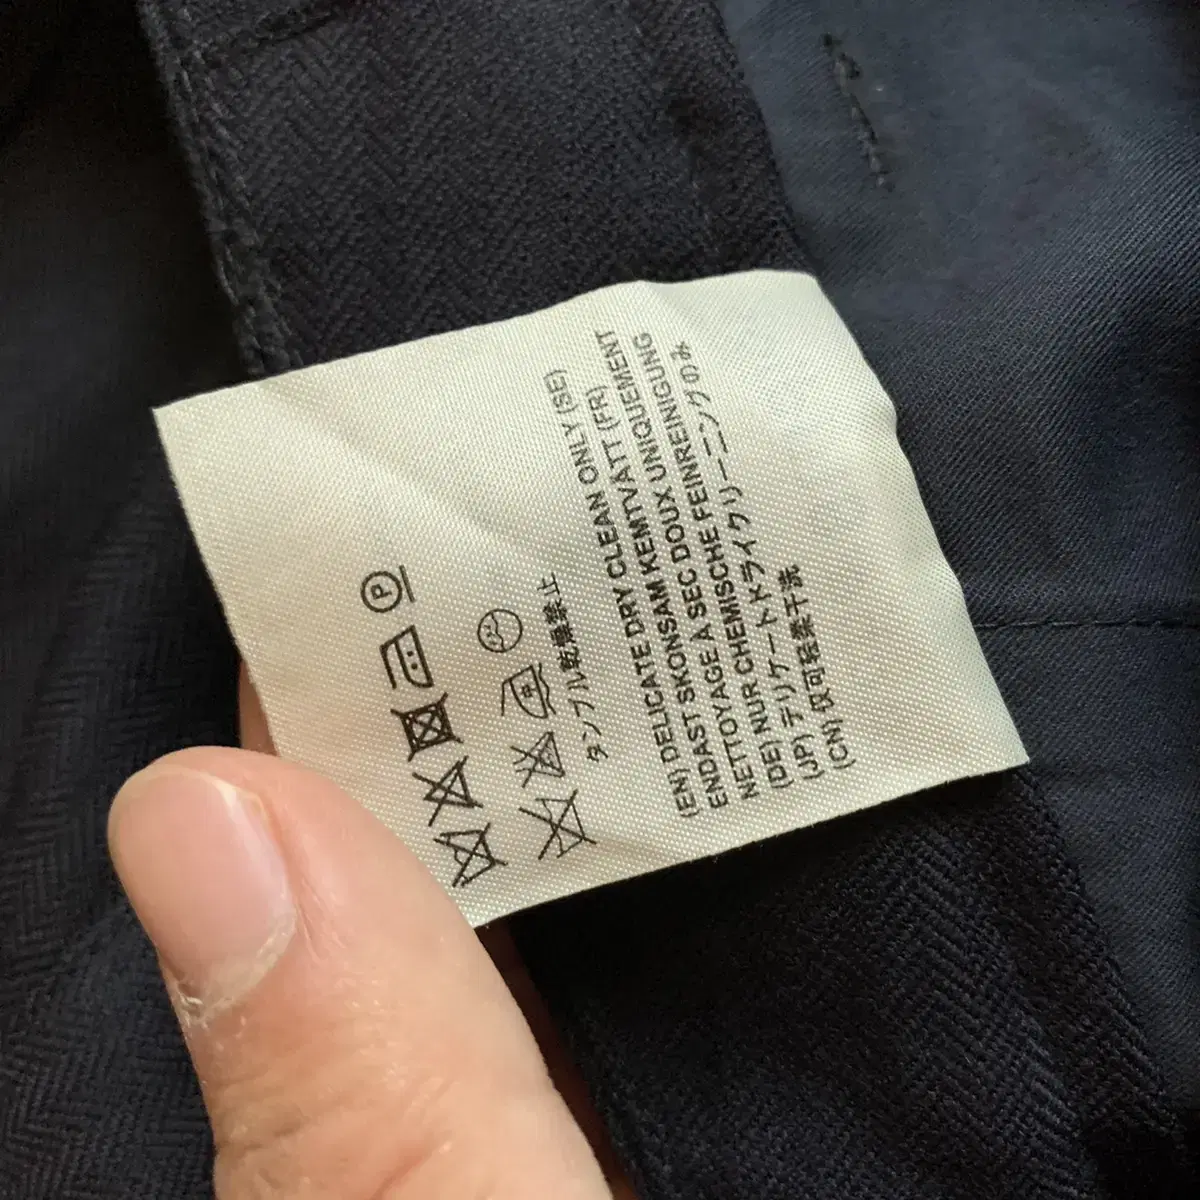 P
タンブル乾燥禁止
(EN) DELICATE DRY CLEAN ONLY (SE)
ENDAST SKONSAM KEMTVÄTT (FR)
NETTOYAGE A SEC DOUX UNIQUEMENT
(DE) NUR CHEMISCHE FEINREINIGUNG
(JP) デリケートドライクリーニングのみ
(CN) 仅可轻柔干洗